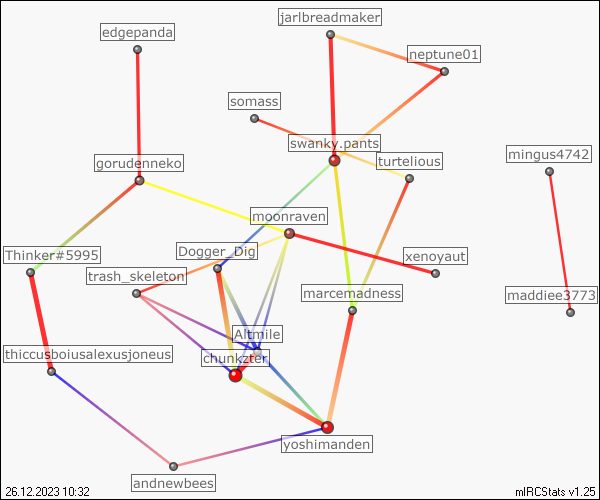 jarlbreadmaker
edgepanda
neptune01
somass
swanky.pants
turtelious
mingus4742
gorudenneko
moonraven
Dogger_Dig
Thinker#5995
xenoyaut
trash_skeleton
marcemadness
maddiee3773
Altmile
thiccusboiusalexusjoneus
chunkzter
yoshimanden
andnewbees
26.12.2023 10:32
mIRCStats v1.25